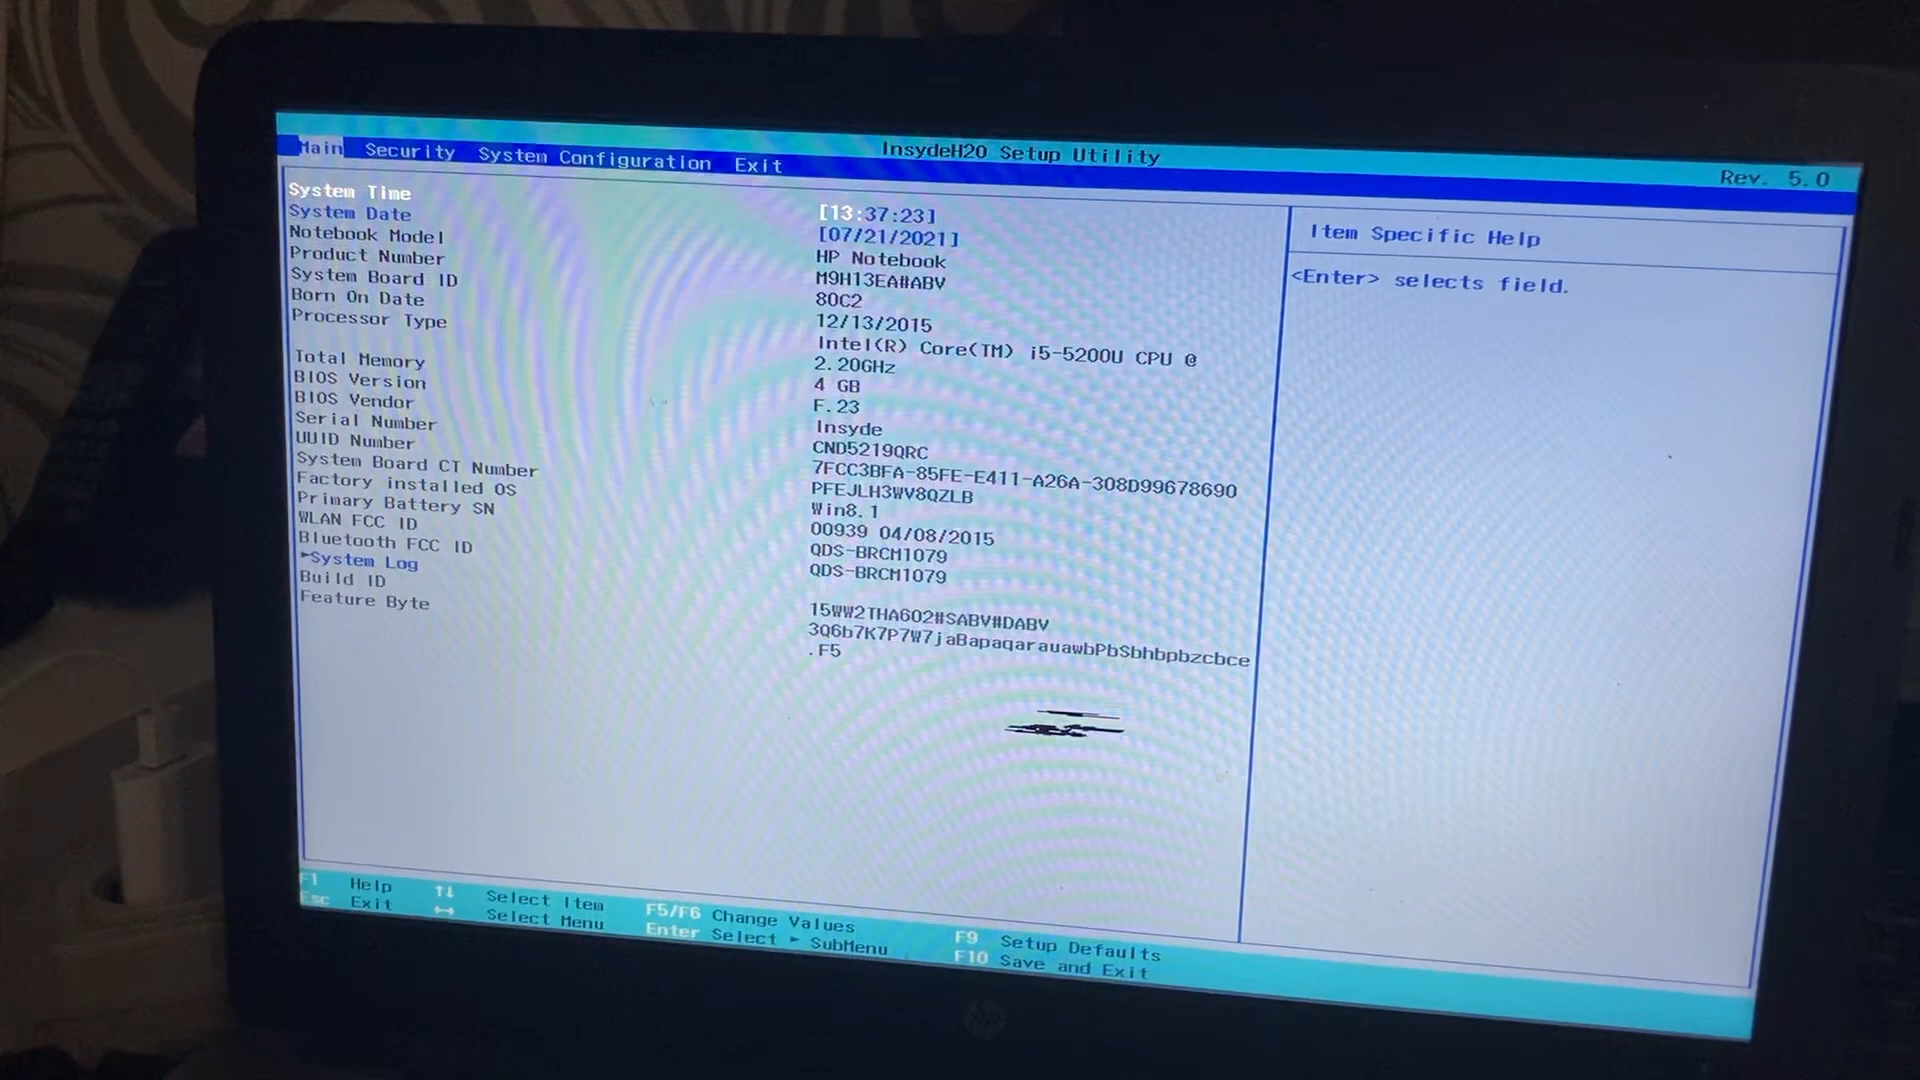 InsydeH2O Setup Utility
Rev. 5.0
Main Security System Configuration Exit
System Time [13:37:23]
System Date [07/21/2021]
Notebook Model HP Notebook
Product Number M9H13EA#ABV
System Board ID 80C2
Born On Date 12/13/2015
Processor Type Intel(R) Core(TM) i5-5200U CPU @
2.20GHz
Total Memory 4 GB
BIOS Version F.23
BIOS Vendor Insyde
Serial Number CND5219QRC
UUID Number 7FCC3BFA-85FE-E411-A26A-308D99678690
System Board CT Number PFEJLH3WV8QZLB
Factory installed OS Win8.1
Primary Battery SN 00939 04/08/2015
WLAN FCC ID QDS-BRCM1079
Bluetooth FCC ID QDS-BRCM1079
►System Log
Build ID 15WW2THA602#SABV#DABV
Feature Byte 3Q6b7K7P7W7jaBapaqarauawbPbSbhbpbzcbce
.F5
Item Specific Help
<Enter> selects field.
F1 Help ↑↓ Select Item F5/F6 Change Values F9 Setup Defaults
Esc Exit ↔ Select Menu Enter Select ► SubMenu F10 Save and Exit
hp